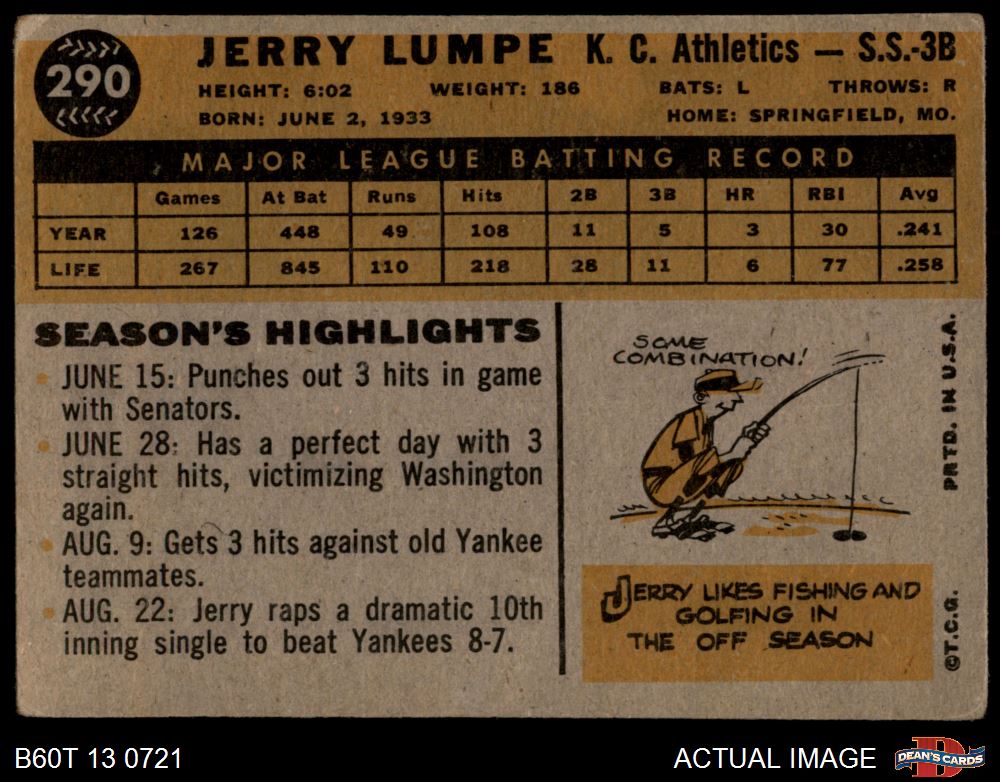 290
JERRY LUMPE K. C. Athletics — S.S.-3B
HEIGHT: 6:02 WEIGHT: 186 BATS: L THROWS: R
BORN: JUNE 2, 1933 HOME: SPRINGFIELD, MO.
MAJOR LEAGUE BATTING RECORD
Games At Bat Runs Hits 2B 3B HR RBI Avg
YEAR 126 448 49 108 11 5 3 30 .241
LIFE 267 845 110 218 28 11 6 77 .258
SEASON'S HIGHLIGHTS
JUNE 15: Punches out 3 hits in game
with Senators.
JUNE 28: Has a perfect day with 3
straight hits, victimizing Washington
again.
AUG. 9: Gets 3 hits against old Yankee
teammates.
AUG. 22: Jerry raps a dramatic 10th
inning single to beat Yankees 8-7.
SOME
COMBINATION!
JERRY LIKES FISHING AND
GOLFING IN
THE OFF SEASON
PRTD. IN U.S.A.
©T.C.G.
B60T 13 0721
ACTUAL IMAGE
D
DEAN'S CARDS